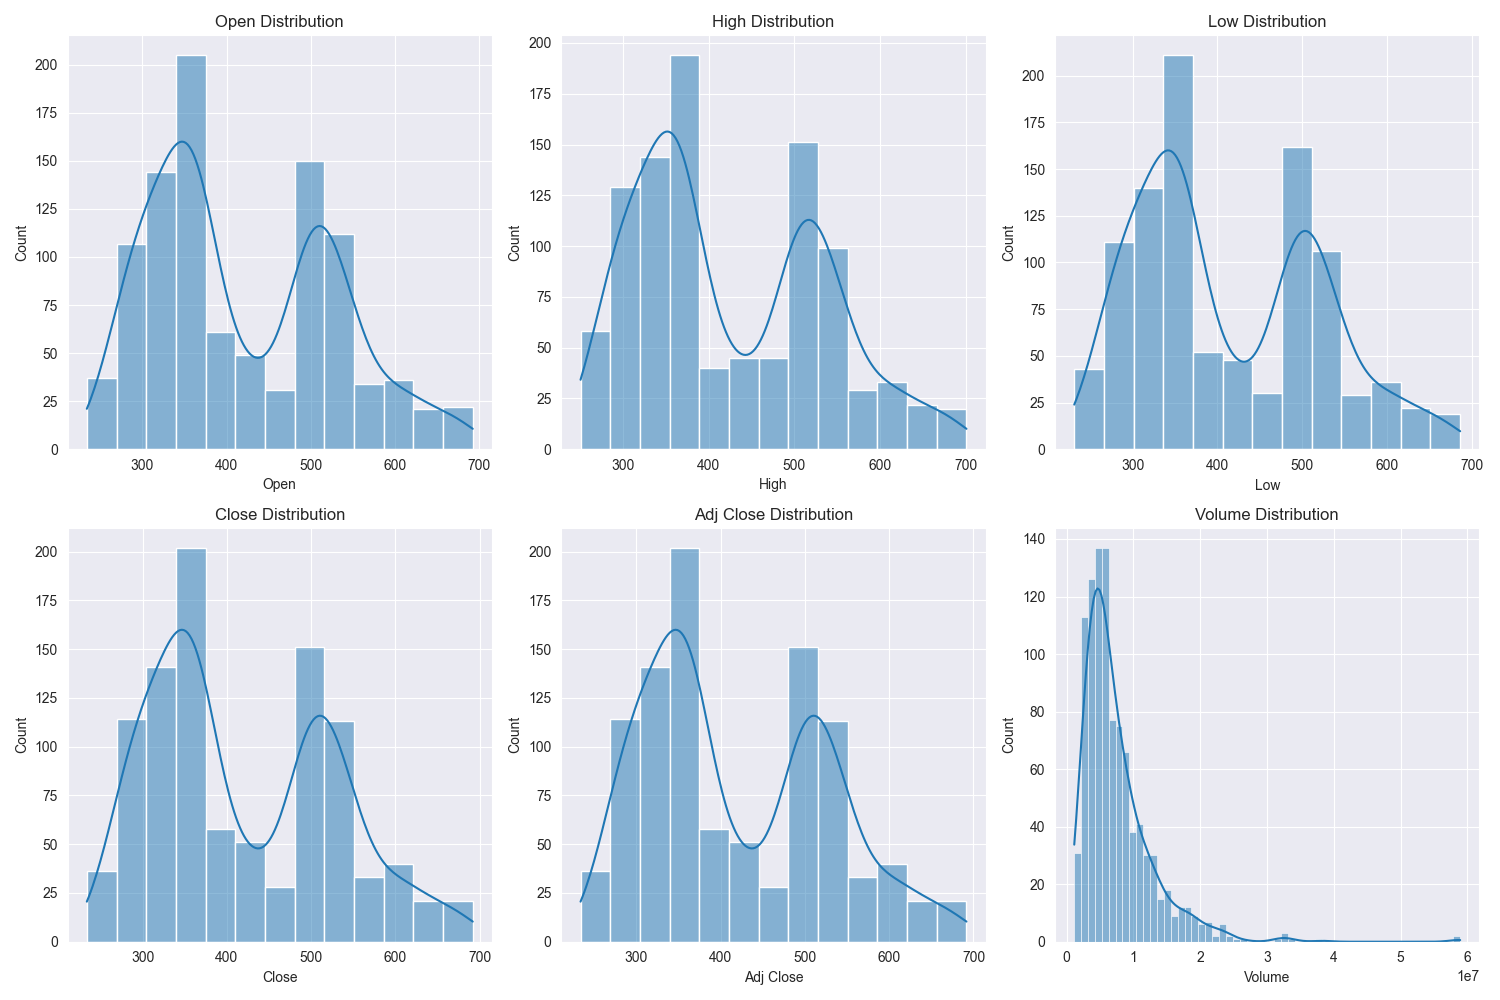 Open Distribution
200
175
150
125
100
75
50
25
0
Count
300 400 500 600 700
Open
High Distribution
200
175
150
125
100
75
50
25
0
Count
300 400 500 600 700
High
Low Distribution
200
175
150
125
100
75
50
25
0
Count
300 400 500 600 700
Low
Close Distribution
200
175
150
125
100
75
50
25
0
Count
300 400 500 600 700
Close
Adj Close Distribution
200
175
150
125
100
75
50
25
0
Count
300 400 500 600 700
Adj Close
Volume Distribution
140
120
100
80
60
40
20
0
Count
0 1 2 3 4 5 6
1e7
Volume